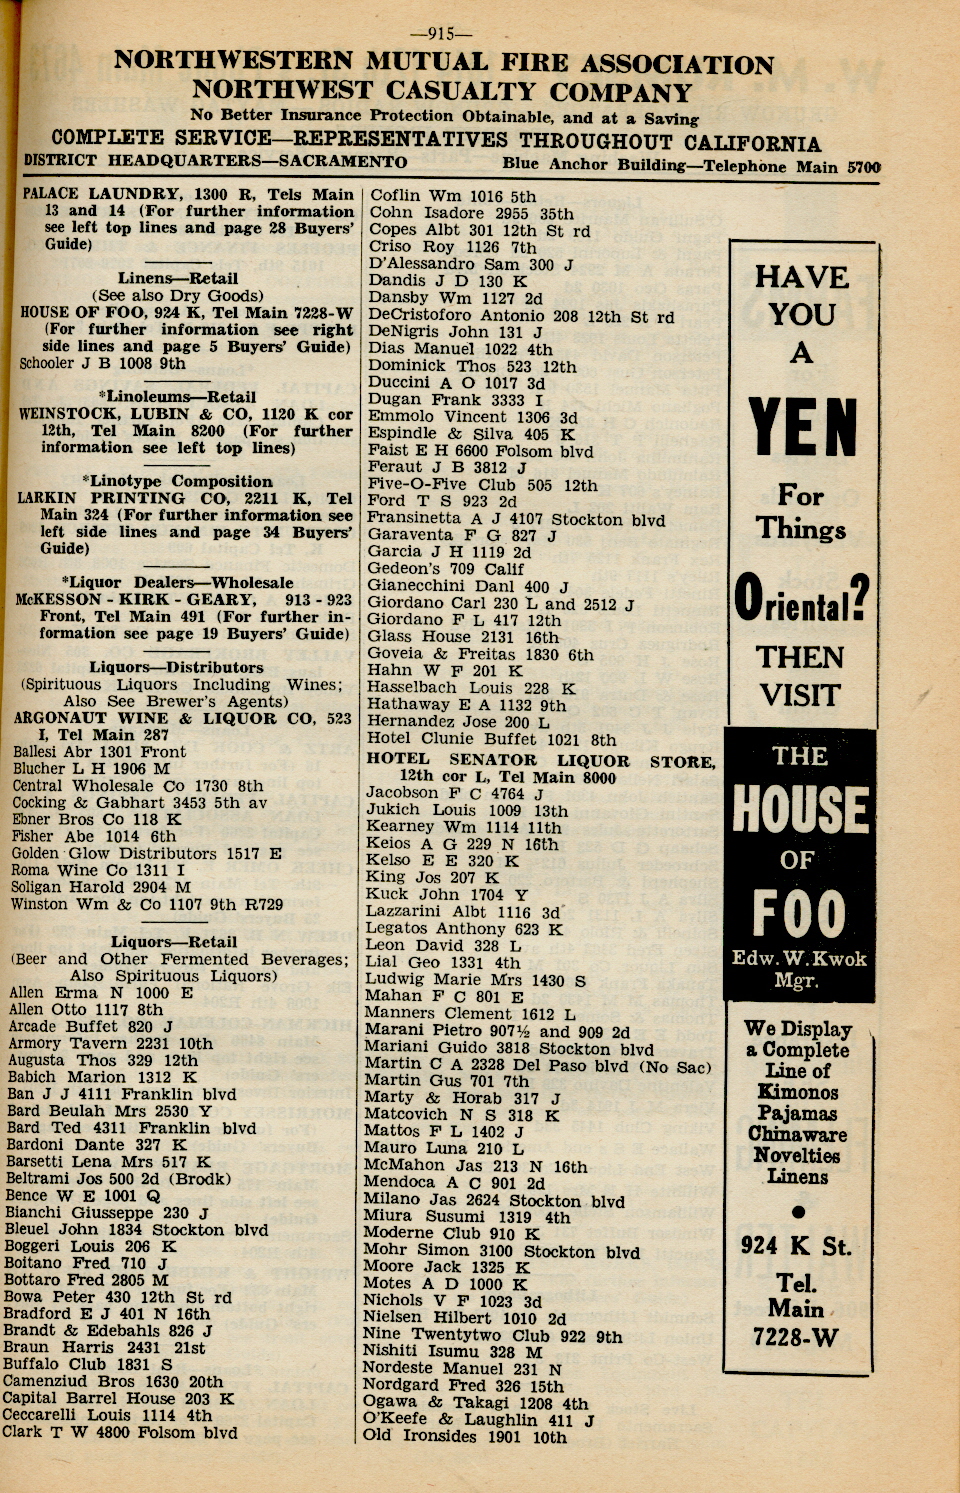 —915—
NORTHWESTERN MUTUAL FIRE ASSOCIATION
NORTHWEST CASUALTY COMPANY
No Better Insurance Protection Obtainable, and at a Saving
COMPLETE SERVICE—REPRESENTATIVES THROUGHOUT CALIFORNIA
DISTRICT HEADQUARTERS—SACRAMENTO Blue Anchor Building—Telephone Main 5700
PALACE LAUNDRY, 1300 R, Tels Main
13 and 14 (For further information
see left top lines and page 28 Buyers'
Guide)
Linens—Retail
(See also Dry Goods)
HOUSE OF FOO, 924 K, Tel Main 7228-W
(For further information see right
side lines and page 5 Buyers' Guide)
Schooler J B 1008 9th
*Linoleums—Retail
WEINSTOCK, LUBIN & CO, 1120 K cor
12th, Tel Main 8200 (For further
information see left top lines)
*Linotype Composition
LARKIN PRINTING CO, 2211 K, Tel
Main 324 (For further information see
left side lines and page 34 Buyers'
Guide)
*Liquor Dealers—Wholesale
McKESSON - KIRK - GEARY, 913 - 923
Front, Tel Main 491 (For further in-
formation see page 19 Buyers' Guide)
Liquors—Distributors
(Spirituous Liquors Including Wines;
Also See Brewer's Agents)
ARGONAUT WINE & LIQUOR CO, 523
I, Tel Main 287
Ballesi Abr 1301 Front
Blucher L H 1906 M
Central Wholesale Co 1730 8th
Cocking & Gabhart 3453 5th av
Ebner Bros Co 118 K
Fisher Abe 1014 6th
Golden Glow Distributors 1517 E
Roma Wine Co 1311 I
Soligan Harold 2904 M
Winston Wm & Co 1107 9th R729
Liquors—Retail
(Beer and Other Fermented Beverages;
Also Spirituous Liquors)
Allen Erma N 1000 E
Allen Otto 1117 8th
Arcade Buffet 820 J
Armory Tavern 2231 10th
Augusta Thos 329 12th
Babich Marion 1312 K
Ban J J 4111 Franklin blvd
Bard Beulah Mrs 2530 Y
Bard Ted 4311 Franklin blvd
Bardoni Dante 327 K
Barsetti Lena Mrs 517 K
Beltrami Jos 500 2d (Brodk)
Bence W E 1001 Q
Bianchi Giusseppe 230 J
Bleuel John 1834 Stockton blvd
Boggeri Louis 206 K
Boitano Fred 710 J
Bottaro Fred 2805 M
Bowa Peter 430 12th St rd
Bradford E J 401 N 16th
Brandt & Edebahls 826 J
Braun Harris 2431 21st
Buffalo Club 1831 S
Camenziud Bros 1630 20th
Capital Barrel House 203 K
Ceccarelli Louis 1114 4th
Clark T W 4800 Folsom blvd
Coflin Wm 1016 5th
Cohn Isadore 2955 35th
Copes Albt 301 12th St rd
Criso Roy 1126 7th
D'Alessandro Sam 300 J
Dandis J D 130 K
Dansby Wm 1127 2d
DeCristoforo Antonio 208 12th St rd
DeNigris John 131 J
Dias Manuel 1022 4th
Dominick Thos 523 12th
Duccini A O 1017 3d
Dugan Frank 3333 I
Emmolo Vincent 1306 3d
Espindle & Silva 405 K
Faist E H 6600 Folsom blvd
Feraut J B 3812 J
Five-O-Five Club 505 12th
Ford T S 923 2d
Fransinetta A J 4107 Stockton blvd
Garaventa F G 827 J
Garcia J H 1119 2d
Gedeon's 709 Calif
Gianecchini Danl 400 J
Giordano Carl 230 L and 2512 J
Giordano F L 417 12th
Glass House 2131 16th
Goveia & Freitas 1830 6th
Hahn W F 201 K
Hasselbach Louis 228 K
Hathaway E A 1132 9th
Hernandez Jose 200 L
Hotel Clunie Buffet 1021 8th
HOTEL SENATOR LIQUOR STORE,
12th cor L, Tel Main 8000
Jacobson F C 4764 J
Jukich Louis 1009 13th
Kearney Wm 1114 11th
Keios A G 229 N 16th
Kelso E E 320 K
King Jos 207 K
Kuck John 1704 Y
Lazzarini Albt 1116 3d
Legatos Anthony 623 K
Leon David 328 L
Lial Geo 1331 4th
Ludwig Marie Mrs 1430 S
Mahan F C 801 E
Manners Clement 1612 L
Marani Pietro 907½ and 909 2d
Mariani Guido 3818 Stockton blvd
Martin C A 2328 Del Paso blvd (No Sac)
Martin Gus 701 7th
Marty & Horab 317 J
Matcovich N S 318 K
Mattos F L 1402 J
Mauro Luna 210 L
McMahon Jas 213 N 16th
Mendoca A C 901 2d
Milano Jas 2624 Stockton blvd
Miura Susumi 1319 4th
Moderne Club 910 K
Mohr Simon 3100 Stockton blvd
Moore Jack 1325 K
Motes A D 1000 K
Nichols V F 1023 3d
Nielsen Hilbert 1010 2d
Nine Twentytwo Club 922 9th
Nishiti Isumu 328 M
Nordeste Manuel 231 N
Nordgard Fred 326 15th
Ogawa & Takagi 1208 4th
O'Keefe & Laughlin 411 J
Old Ironsides 1901 10th
HAVE
YOU
A
YEN
For
Things
Oriental?
THEN
VISIT
THE
HOUSE
OF
FOO
Edw. W. Kwok
Mgr.
We Display
a Complete
Line of
Kimonos
Pajamas
Chinaware
Novelties
Linens
924 K St.
Tel.
Main
7228-W